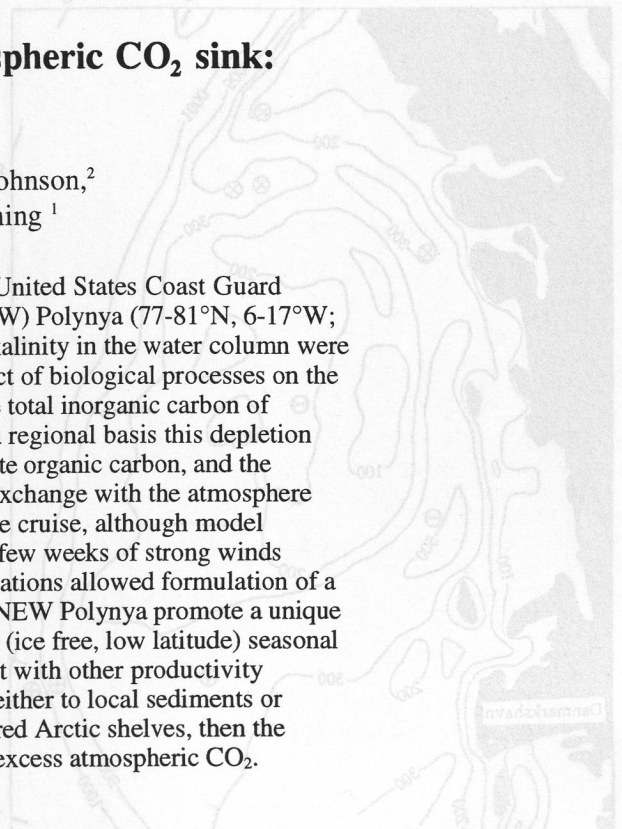 spheric CO₂ sink:
ohnson,²
ning ¹
United States Coast Guard
W) Polynya (77-81°N, 6-17°W;
kalinity in the water column were
ct of biological processes on the
total inorganic carbon of
regional basis this depletion
te organic carbon, and the
exchange with the atmosphere
e cruise, although model
few weeks of strong winds
ations allowed formulation of a
NEW Polynya promote a unique
(ice free, low latitude) seasonal
t with other productivity
either to local sediments or
red Arctic shelves, then the
excess atmospheric CO₂.
Danmarkshavn